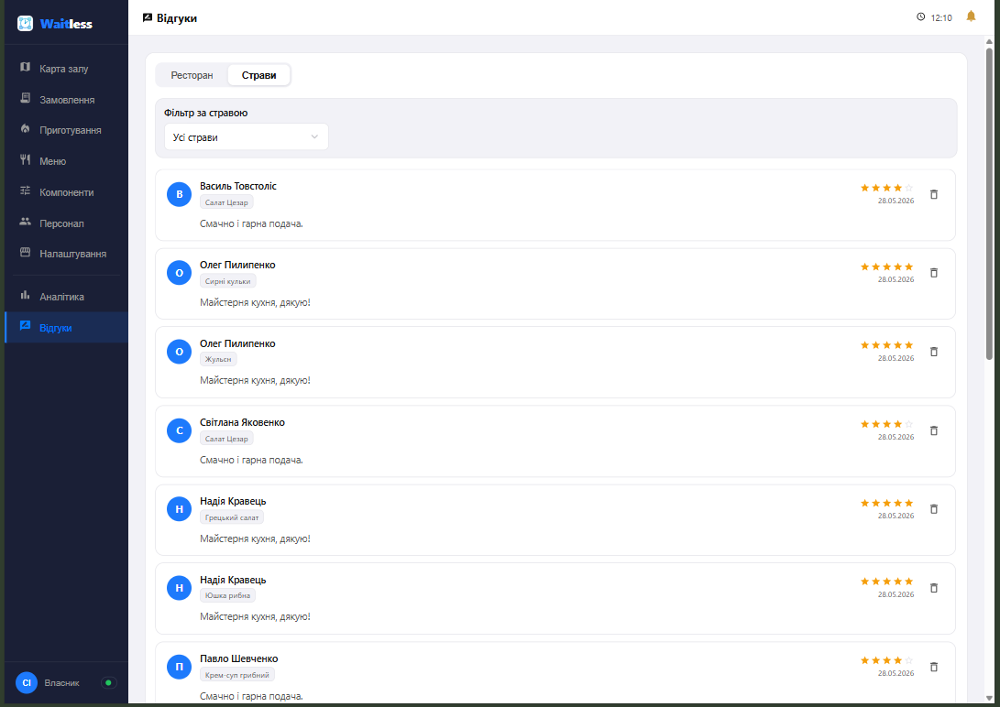 Waitless
Відгуки
12:10
Карта залу
Замовлення
Приготування
Меню
Компоненти
Персонал
Налаштування
Аналітика
Відгуки
СІ Власник
Ресторан Страви
Фільтр за стравою
Усі страви
В Василь Товстоліс
Салат Цезар
28.05.2026
Смачно і гарна подача.
О Олег Пилипенко
Сирні кульки
28.05.2026
Майстерня кухня, дякую!
О Олег Пилипенко
Жульєн
28.05.2026
Майстерня кухня, дякую!
С Світлана Яковенко
Салат Цезар
28.05.2026
Смачно і гарна подача.
Н Надія Кравець
Грецький салат
28.05.2026
Майстерня кухня, дякую!
Н Надія Кравець
Юшка рибна
28.05.2026
Майстерня кухня, дякую!
П Павло Шевченко
Крем-суп грибний
28.05.2026
Смачно і гарна подача.